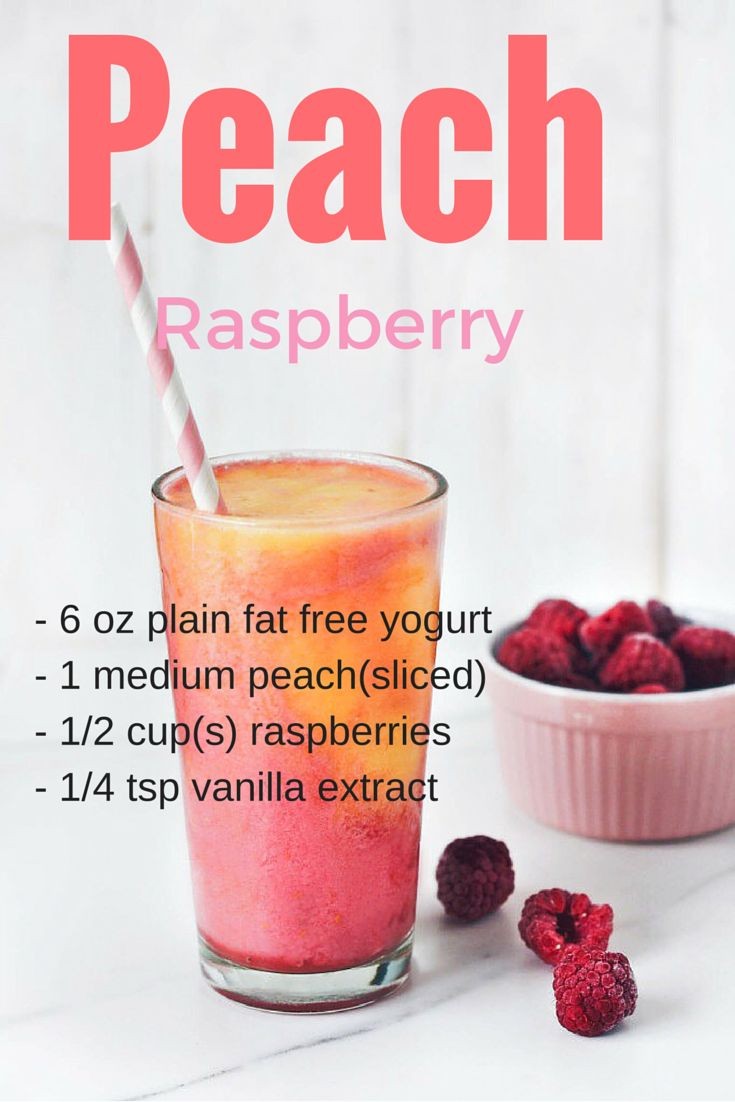 Peach
Raspberry
- 6 oz plain fat free yogurt
- 1 medium peach(sliced)
- 1/2 cup(s) raspberries
- 1/4 tsp vanilla extract